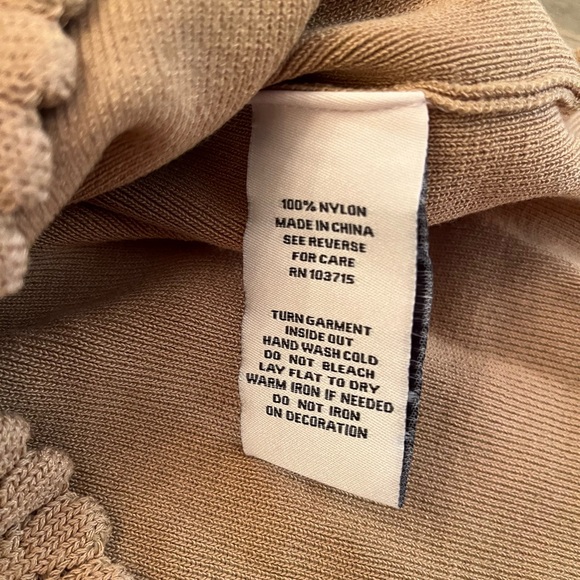 100% NYLON
MADE IN CHINA
SEE REVERSE
FOR CARE
RN 103715
TURN GARMENT
INSIDE OUT
HAND WASH COLD
DO NOT BLEACH
LAY FLAT TO DRY
WARM IRON IF NEEDED
DO NOT IRON
ON DECORATION